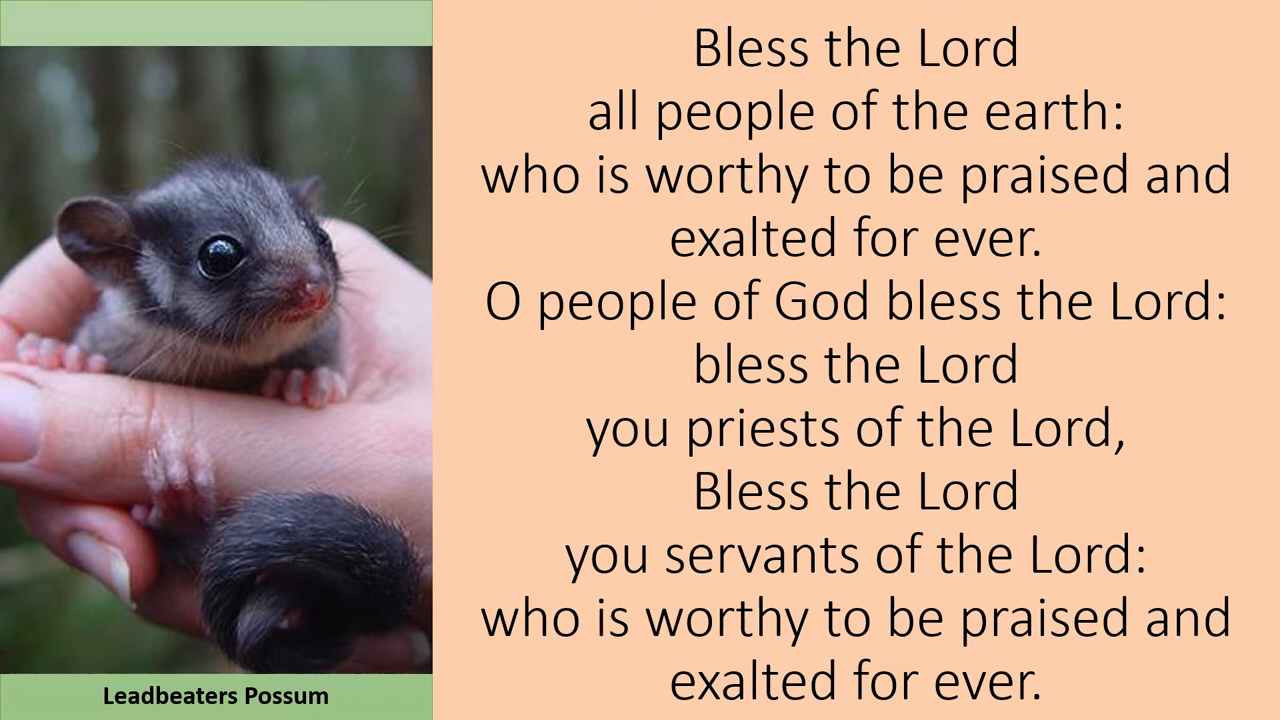 Bless the Lord
all people of the earth:
who is worthy to be praised and
exalted for ever.
O people of God bless the Lord:
bless the Lord
you priests of the Lord,
Bless the Lord
you servants of the Lord:
who is worthy to be praised and
exalted for ever.
Leadbeaters Possum